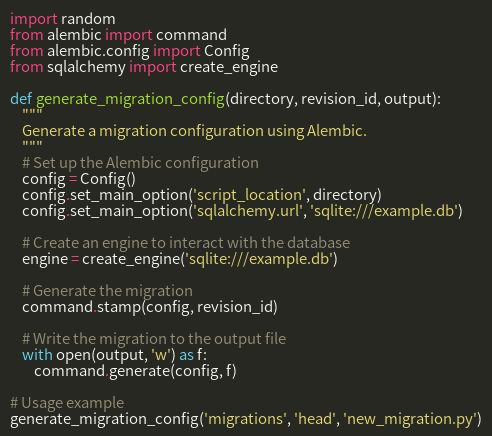 import random
from alembic import command
from alembic.config import Config
from sqlalchemy import create_engine

def generate_migration_config(directory, revision_id, output):
    """
    Generate a migration configuration using Alembic.
    """
    # Set up the Alembic configuration
    config = Config()
    config.set_main_option('script_location', directory)
    config.set_main_option('sqlalchemy.url', 'sqlite:///example.db')

    # Create an engine to interact with the database
    engine = create_engine('sqlite:///example.db')

    # Generate the migration
    command.stamp(config, revision_id)

    # Write the migration to the output file
    with open(output, 'w') as f:
        command.generate(config, f)

# Usage example
generate_migration_config('migrations', 'head', 'new_migration.py')